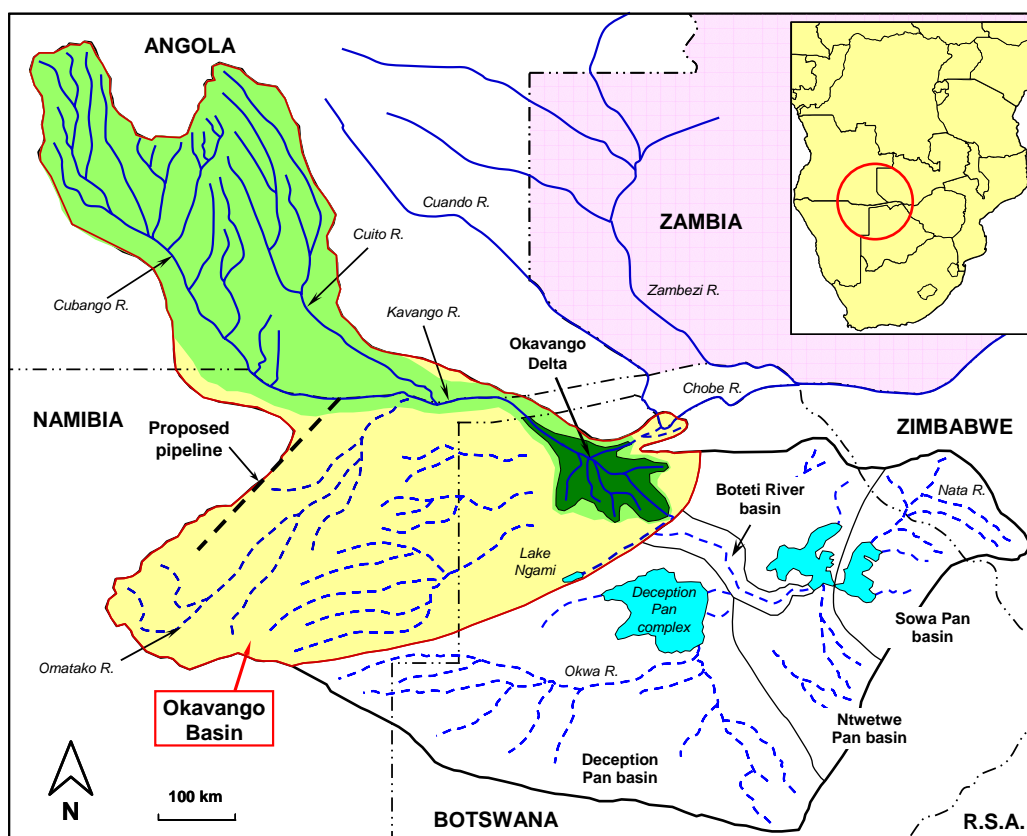 ANGOLA
Cuando R.
ZAMBIA
Cuito R.
Cubango R.
Kavango R.
Zambezi R.
Okavango
Delta
Chobe R.
NAMIBIA
Proposed
pipeline
ZIMBABWE
Boteti River
basin
Nata R.
Lake
Ngami
Deception
Pan
complex
Sowa Pan
basin
Omatako R.
Okwa R.
Okavango
Basin
Ntwetwe
Pan basin
Deception
Pan basin
N
100 km
BOTSWANA
R.S.A.